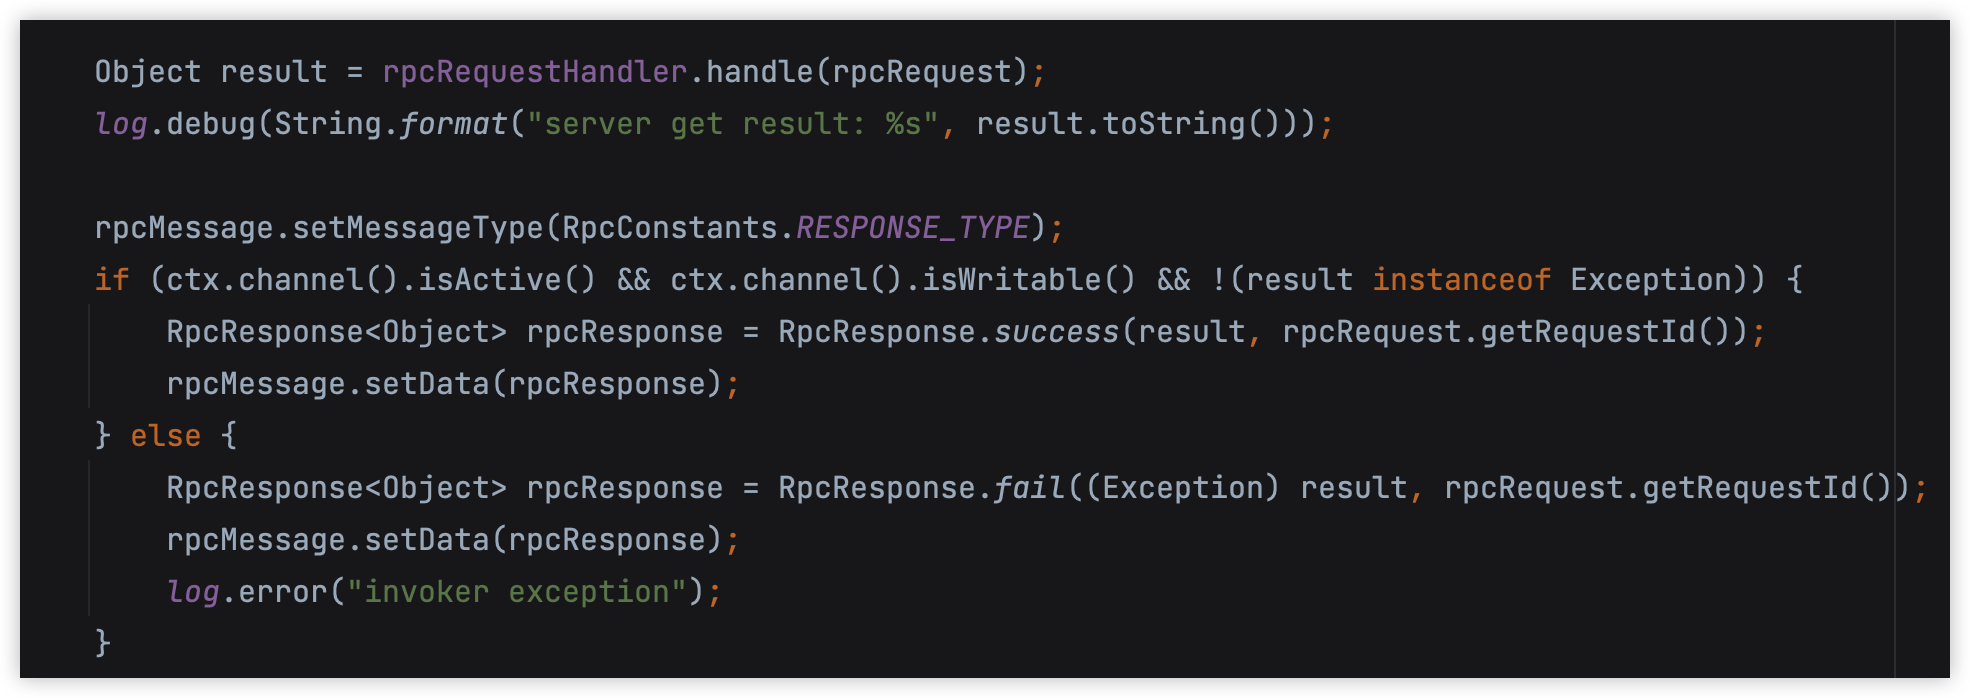 Object result = rpcRequestHandler.handle(rpcRequest);
log.debug(String.format("server get result: %s", result.toString()));
rpcMessage.setMessageType(RpcConstants.RESPONSE_TYPE);
if (ctx.channel().isActive() && ctx.channel().isWritable() && !(result instanceof Exception)) {
    RpcResponse<Object> rpcResponse = RpcResponse.success(result, rpcRequest.getRequestId());
    rpcMessage.setData(rpcResponse);
} else {
    RpcResponse<Object> rpcResponse = RpcResponse.fail((Exception) result, rpcRequest.getRequestId());
    rpcMessage.setData(rpcResponse);
    log.error("invoker exception");
}